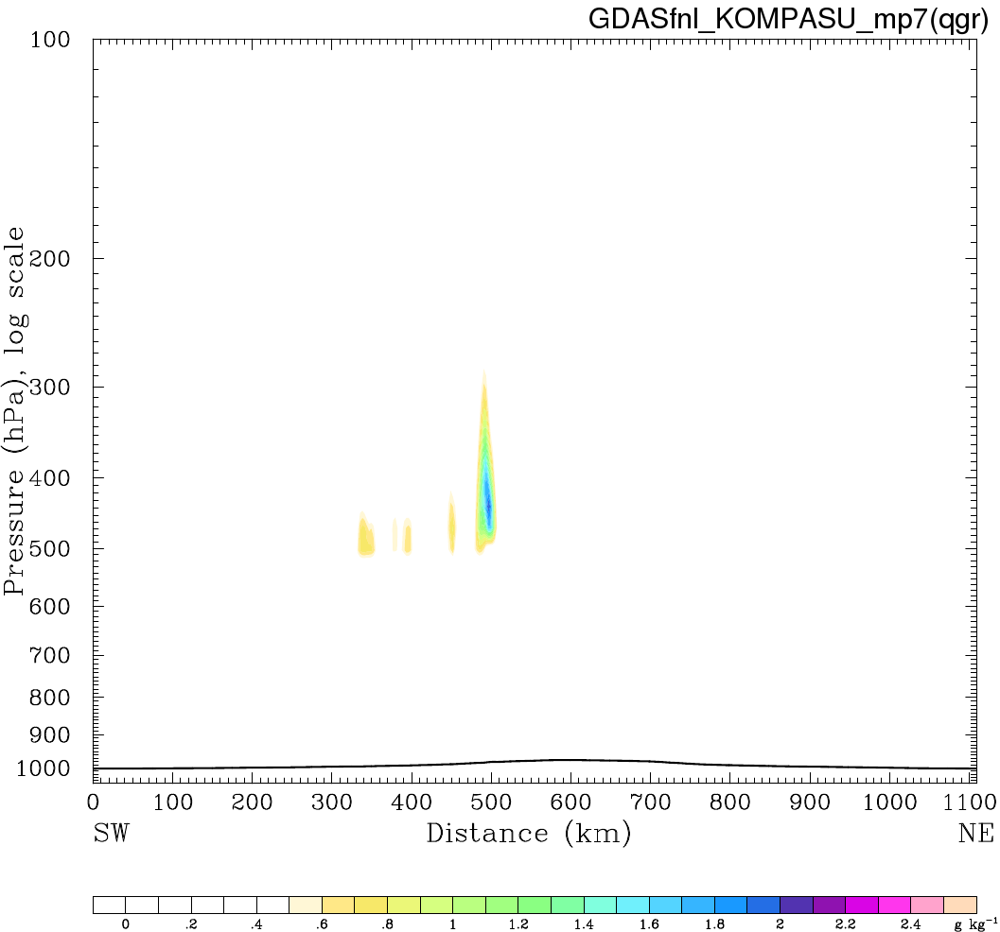 GDASfnl_KOMPASU_mp7(qgr)
Pressure (hPa), log scale
100
200
300
400
500
600
700
800
900
1000
0 100 200 300 400 500 600 700 800 900 1000 1100
SW Distance (km) NE
0 .2 .4 .6 .8 1 1.2 1.4 1.6 1.8 2 2.2 2.4 g kg⁻¹